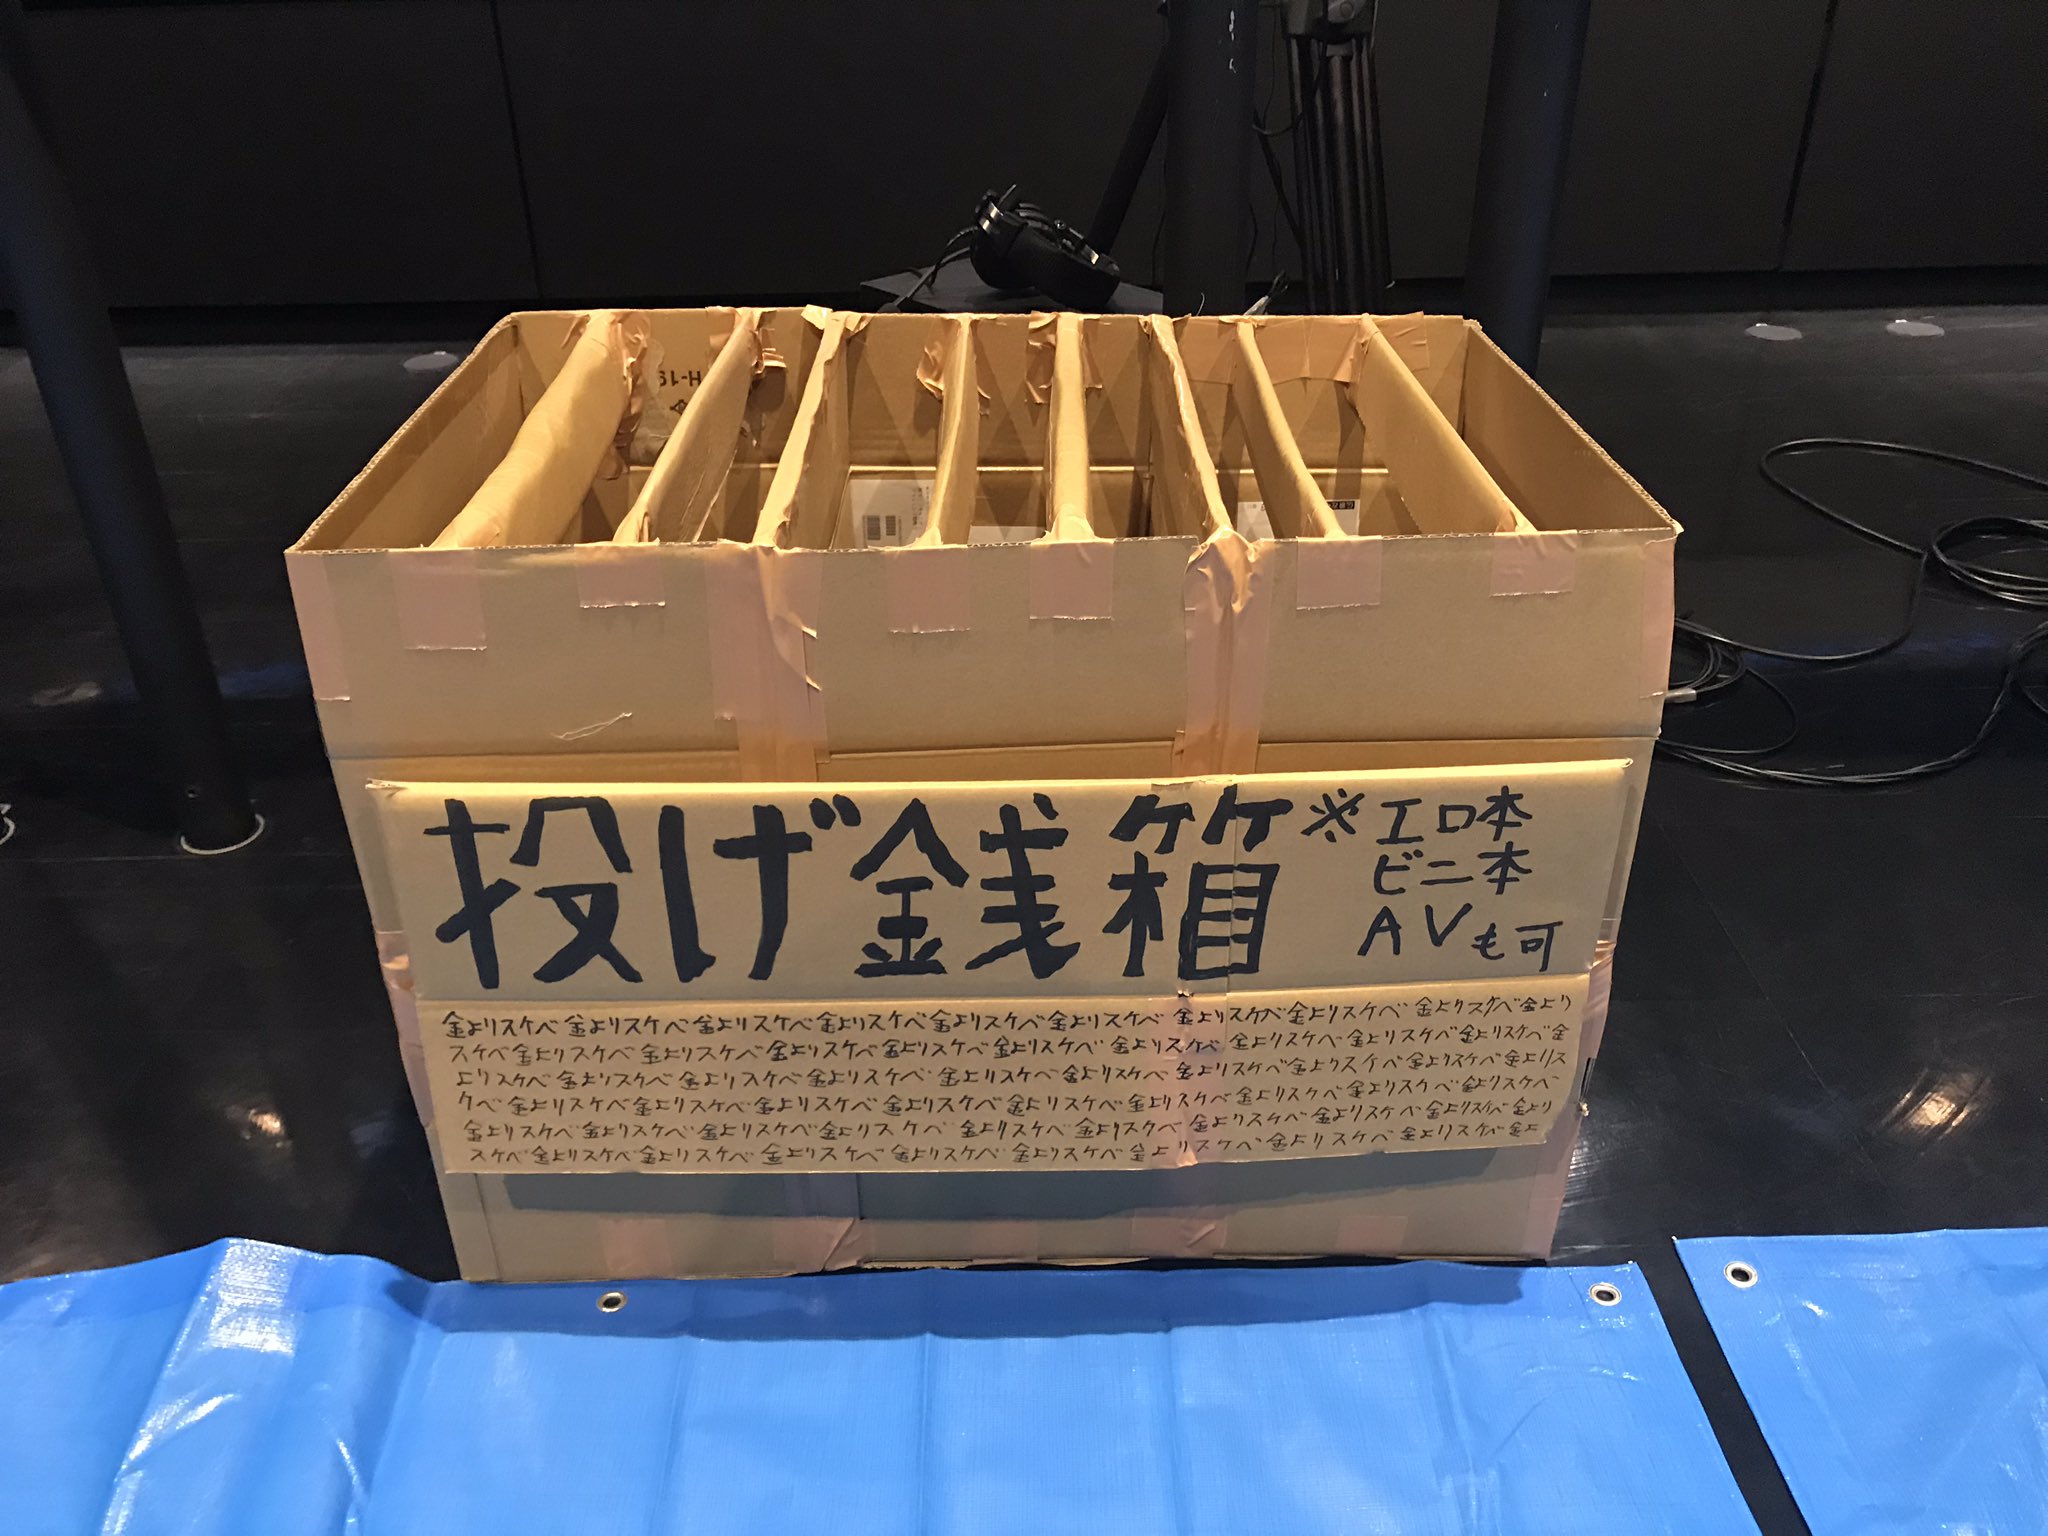 投げ銭箱 ※エロ本
ビニ本
AVも可
金よりスケベ金よりスケベ金よりスケベ金よりスケベ金よりスケベ金よりスケベ金よりスケベ金よりスケベ金よりスケベ金より
スケベ金よりスケベ金よりスケベ金よりスケベ金よりスケベ金よりスケベ金よりスケベ金よりスケベ金よりスケベ金よりスケベ金
よりスケベ金よりスケベ金よりスケベ金よりスケベ金よりスケベ金よりスケベ金よりスケベ金よりスケベ金よりスケベ金よりス
ケベ金よりスケベ金よりスケベ金よりスケベ金よりスケベ金よりスケベ金よりスケベ金よりスケベ金よりスケベ金よりスケベ
金よりスケベ金よりスケベ金よりスケベ金よりスケベ金よりスケベ金よりスケベ金よりスケベ金よりスケベ金よりスケベ金より
スケベ金よりスケベ金よりスケベ金よりスケベ金よりスケベ金よりスケベ金よりスケベ金よりスケベ金よりスケベ金よ
H-19